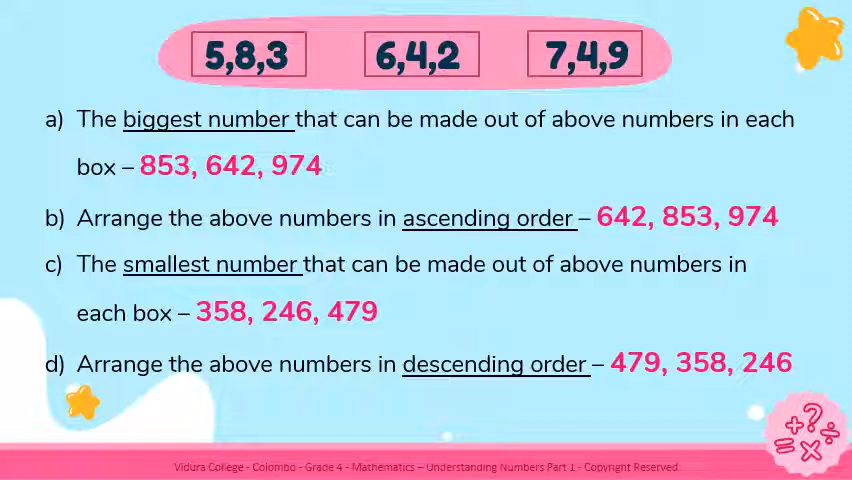 5,8,3 6,4,2 7,4,9
a) The biggest number that can be made out of above numbers in each
box – 853, 642, 974
b) Arrange the above numbers in ascending order – 642, 853, 974
c) The smallest number that can be made out of above numbers in
each box – 358, 246, 479
d) Arrange the above numbers in descending order – 479, 358, 246
Vidura College - Colombo - Grade 4 - Mathematics – Understanding Numbers Part 1 - Copyright Reserved